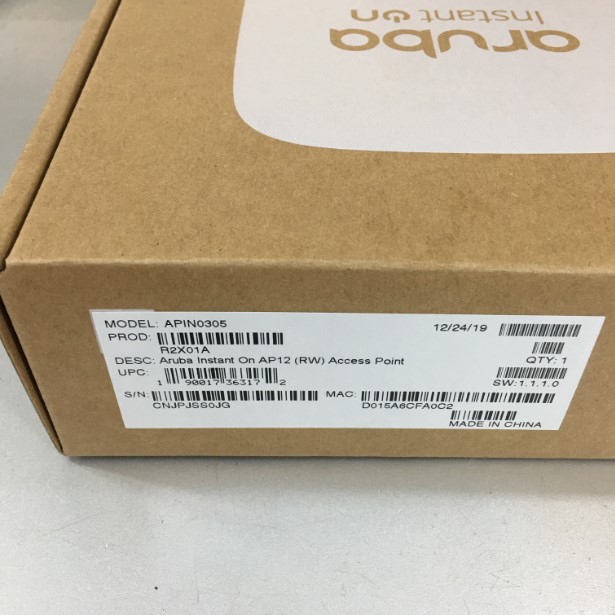 aruba
Instant On
MODEL: APIN0305
12/24/19
PROD:
R2X01A
DESC: Aruba Instant On AP12 (RW) Access Point
QTY: 1
UPC:
1 90017 36317 2
SW:1.1.1.0
S/N:
CNJPJSS0JG
MAC:
D015A6CFA0C2
MADE IN CHINA